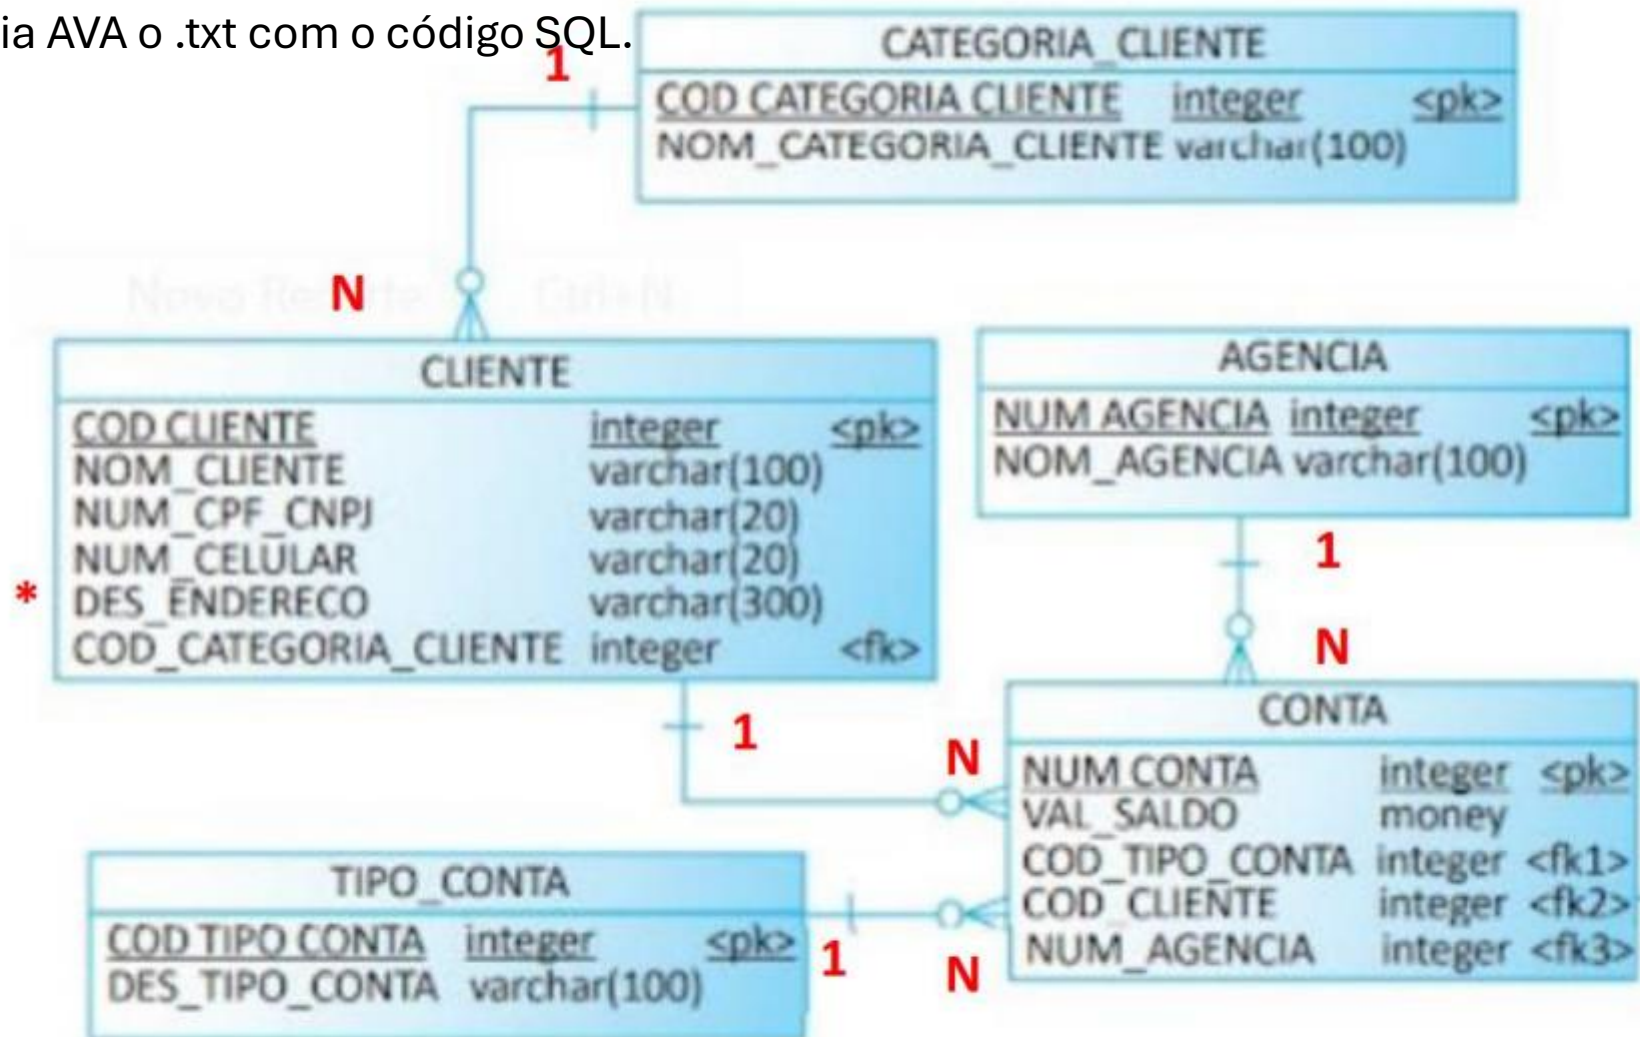 ia AVA o .txt com o código SQL.
1
CATEGORIA_CLIENTE
COD CATEGORIA CLIENTE integer <pk>
NOM_CATEGORIA_CLIENTE varchar(100)
N
Novo Recorte Ctrl+N
CLIENTE
COD CLIENTE integer <pk>
NOM_CLIENTE varchar(100)
NUM_CPF_CNPJ varchar(20)
NUM_CELULAR varchar(20)
* DES_ENDERECO varchar(300)
COD_CATEGORIA_CLIENTE integer <fk>
AGENCIA
NUM AGENCIA integer <pk>
NOM_AGENCIA varchar(100)
1
N
1
N
CONTA
NUM CONTA integer <pk>
VAL_SALDO money
COD_TIPO_CONTA integer <fk1>
COD_CLIENTE integer <fk2>
NUM_AGENCIA integer <fk3>
TIPO_CONTA
COD TIPO CONTA integer <pk>
DES_TIPO_CONTA varchar(100)
1
N